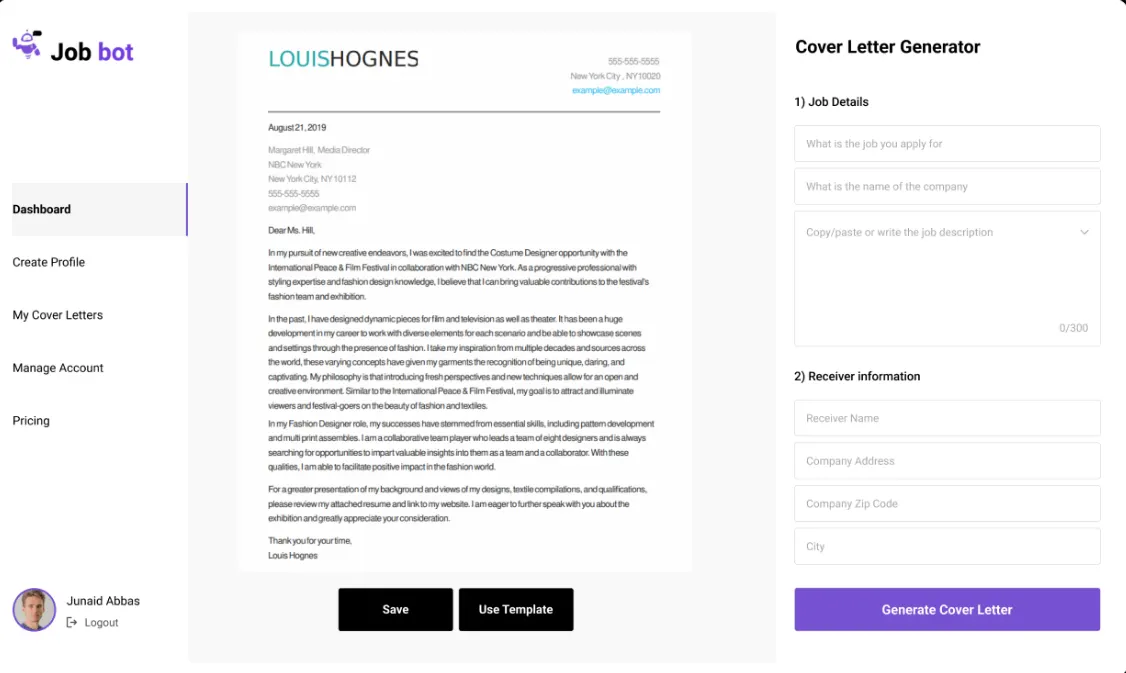 Job bot
Dashboard
Create Profile
My Cover Letters
Manage Account
Pricing
Junaid Abbas
Logout
LOUISHOGNES
555-555-5555
New York City , NY10020
example@example.com
August 21, 2019
Margaret Hill, Media Director
NBC New York
New York City, NY 10112
555-555-5555
example@example.com
Dear Ms. Hill,
In my pursuit of new creative endeavors, I was excited to find the Costume Designer opportunity with the
International Peace & Film Festival in collaboration with NBC New York. As a progressive professional with
styling expertise and fashion design knowledge, I believe that I can bring valuable contributions to the festival's
fashion team and exhibition.
In the past, I have designed dynamic pieces for film and television as well as theater. It has been a huge
development in my career to work with diverse elements for each scenario and be able to showcase scenes
and settings through the presence of fashion. I take my inspiration from multiple decades and sources across
the world, these varying concepts have given my garments the recognition of being unique, daring, and
captivating. My philosophy is that introducing fresh perspectives and new techniques allow for an open and
creative environment. Similar to the International Peace & Film Festival, my goal is to attract and illuminate
viewers and festival-goers on the beauty of fashion and textiles.
In my Fashion Designer role, my successes have stemmed from essential skills, including pattern development
and multi print assembles. I am a collaborative team player who leads a team of eight designers and is always
searching for opportunities to impart valuable insights into them as a team and a collaborator. With these
qualities, I am able to facilitate positive impact in the fashion world.
For a greater presentation of my background and views of my designs, textile compilations, and qualifications,
please review my attached resume and link to my website. I am eager to further speak with you about the
exhibition and greatly appreciate your consideration.
Thank you for your time,
Louis Hognes
Save
Use Template
Cover Letter Generator
1) Job Details
What is the job you apply for
What is the name of the company
Copy/paste or write the job description
0/300
2) Receiver information
Receiver Name
Company Address
Company Zip Code
City
Generate Cover Letter